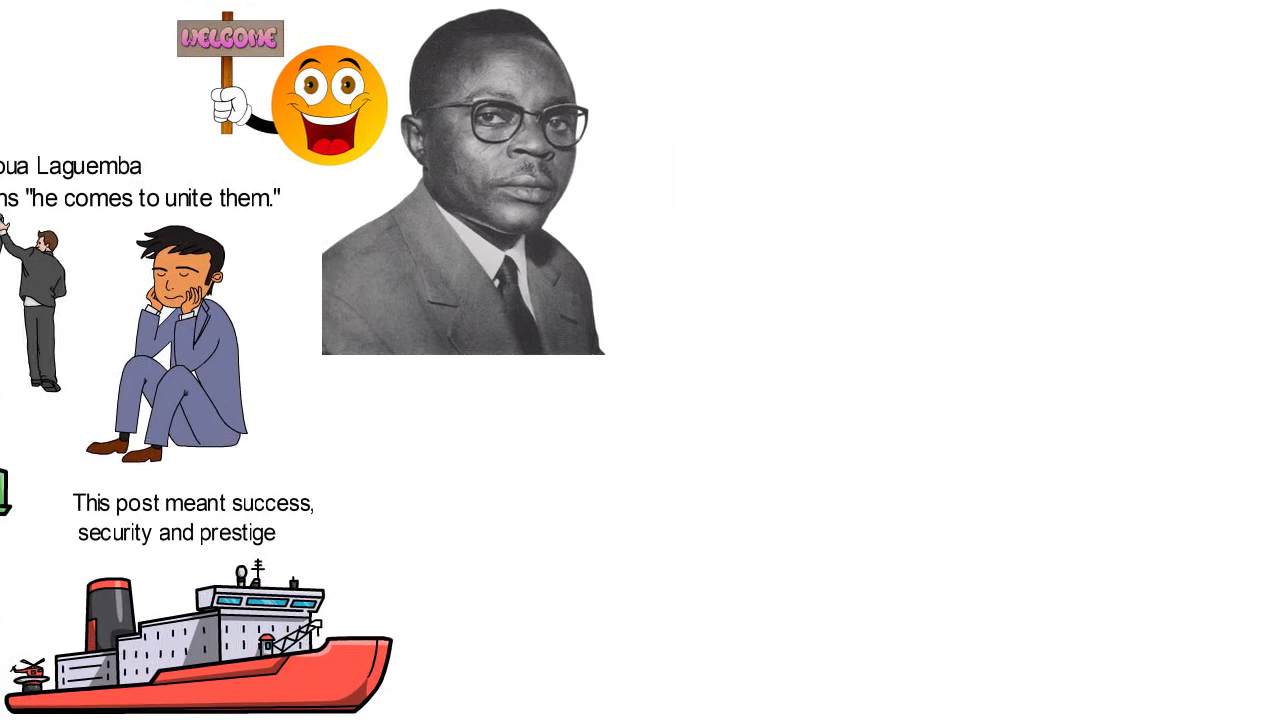 WELCOME
oua Laguemba
ns "he comes to unite them."
This post meant success,
security and prestige